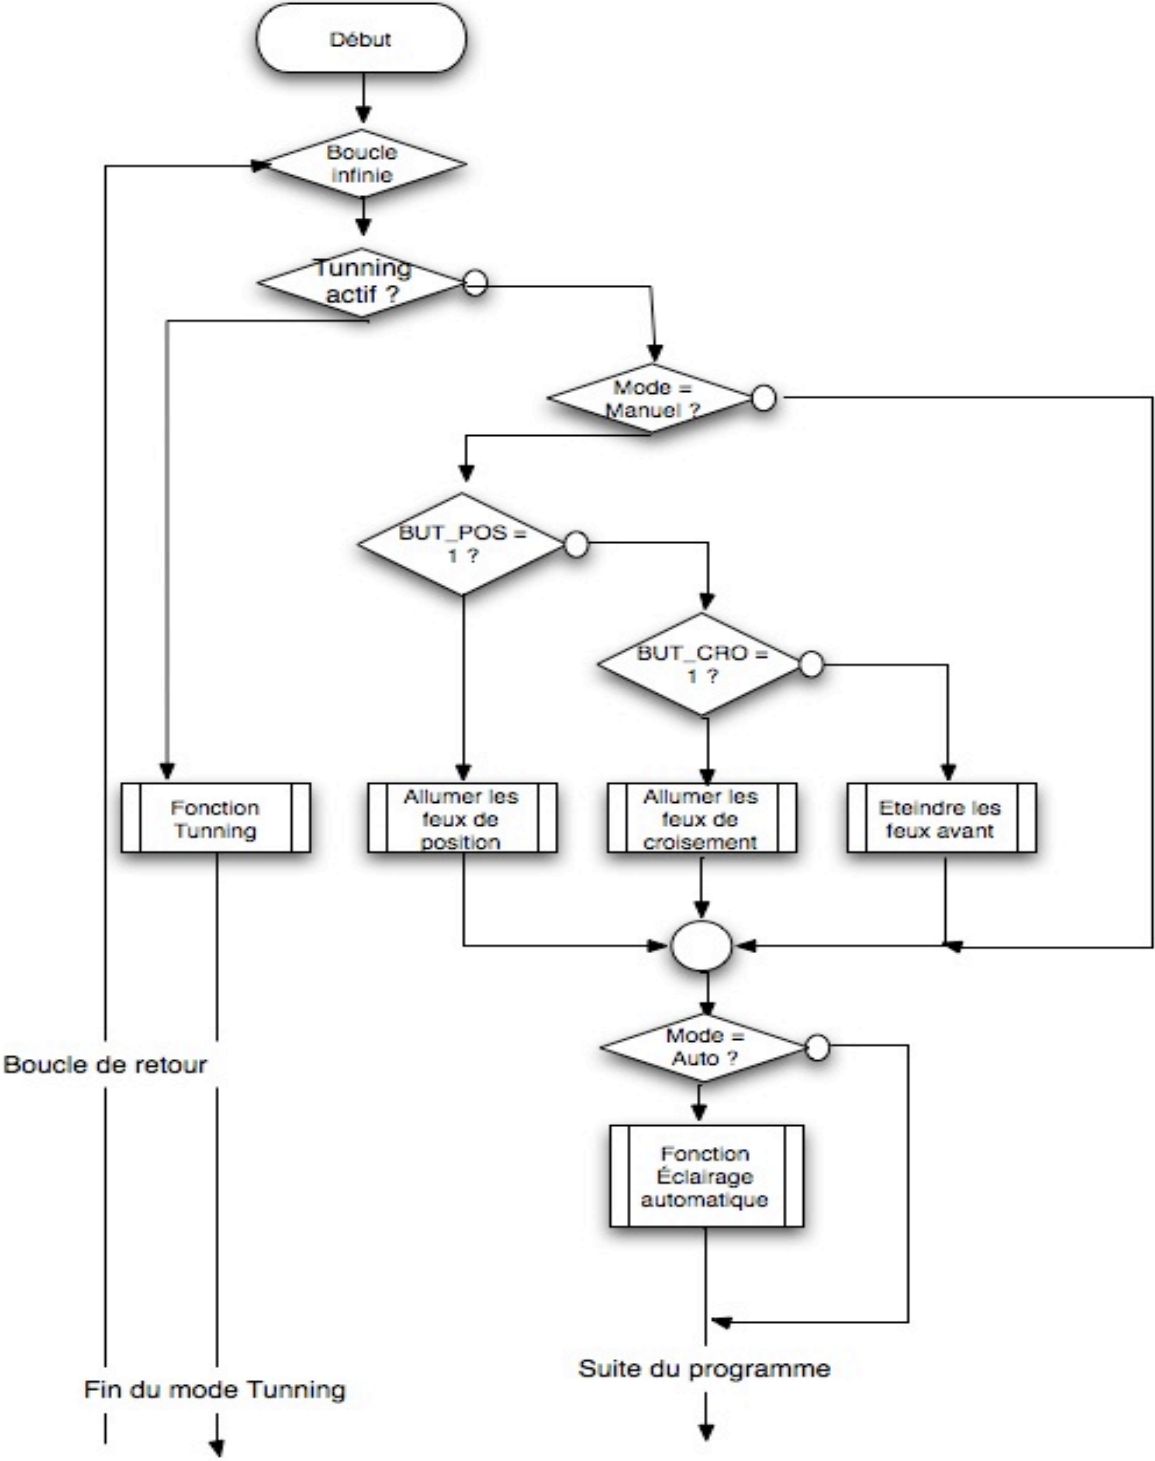 Début
Boucle
infinie
Tunning
actif ?
Mode =
Manuel ?
BUT_POS =
1 ?
BUT_CRO =
1 ?
Fonction
Tunning
Allumer les
feux de
position
Allumer les
feux de
croisement
Eteindre les
feux avant
Mode =
Auto ?
Boucle de retour
Fonction
Éclairage
automatique
Suite du programme
Fin du mode Tunning